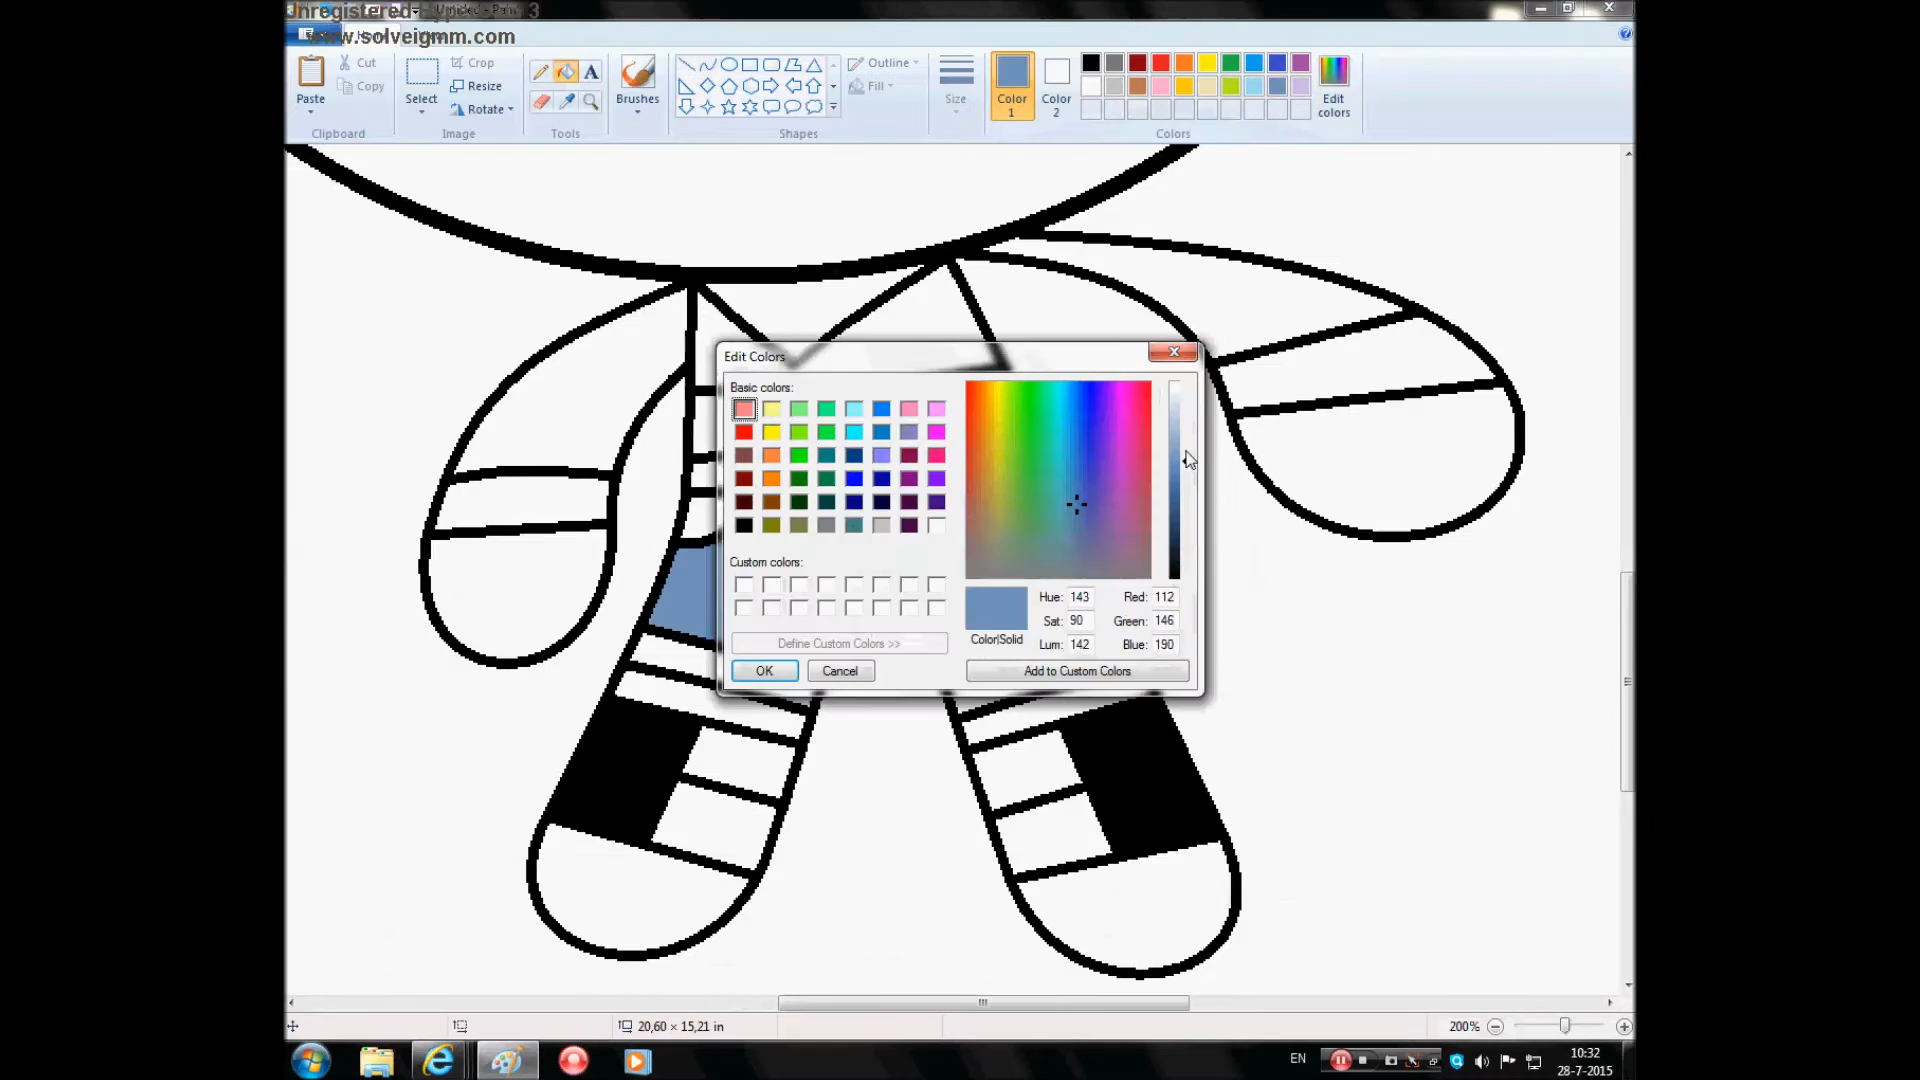 Unregistered Hyp 3
Untitled - Pain
www.solveigmm.com
Paste
Cut
Copy
Clipboard
Select
Crop
Resize
Rotate
Image
A
Tools
Brushes
Outline
Fill
Shapes
Size
Color 1
Color 2
Edit colors
Colors
Edit Colors
Basic colors:
Custom colors:
Define Custom Colors >>
OK
Cancel
Color|Solid
Hue: 143
Sat: 90
Lum: 142
Red: 112
Green: 146
Blue: 190
Add to Custom Colors
20,60 × 15,21 in
200%
EN
10:32
28-7-2015